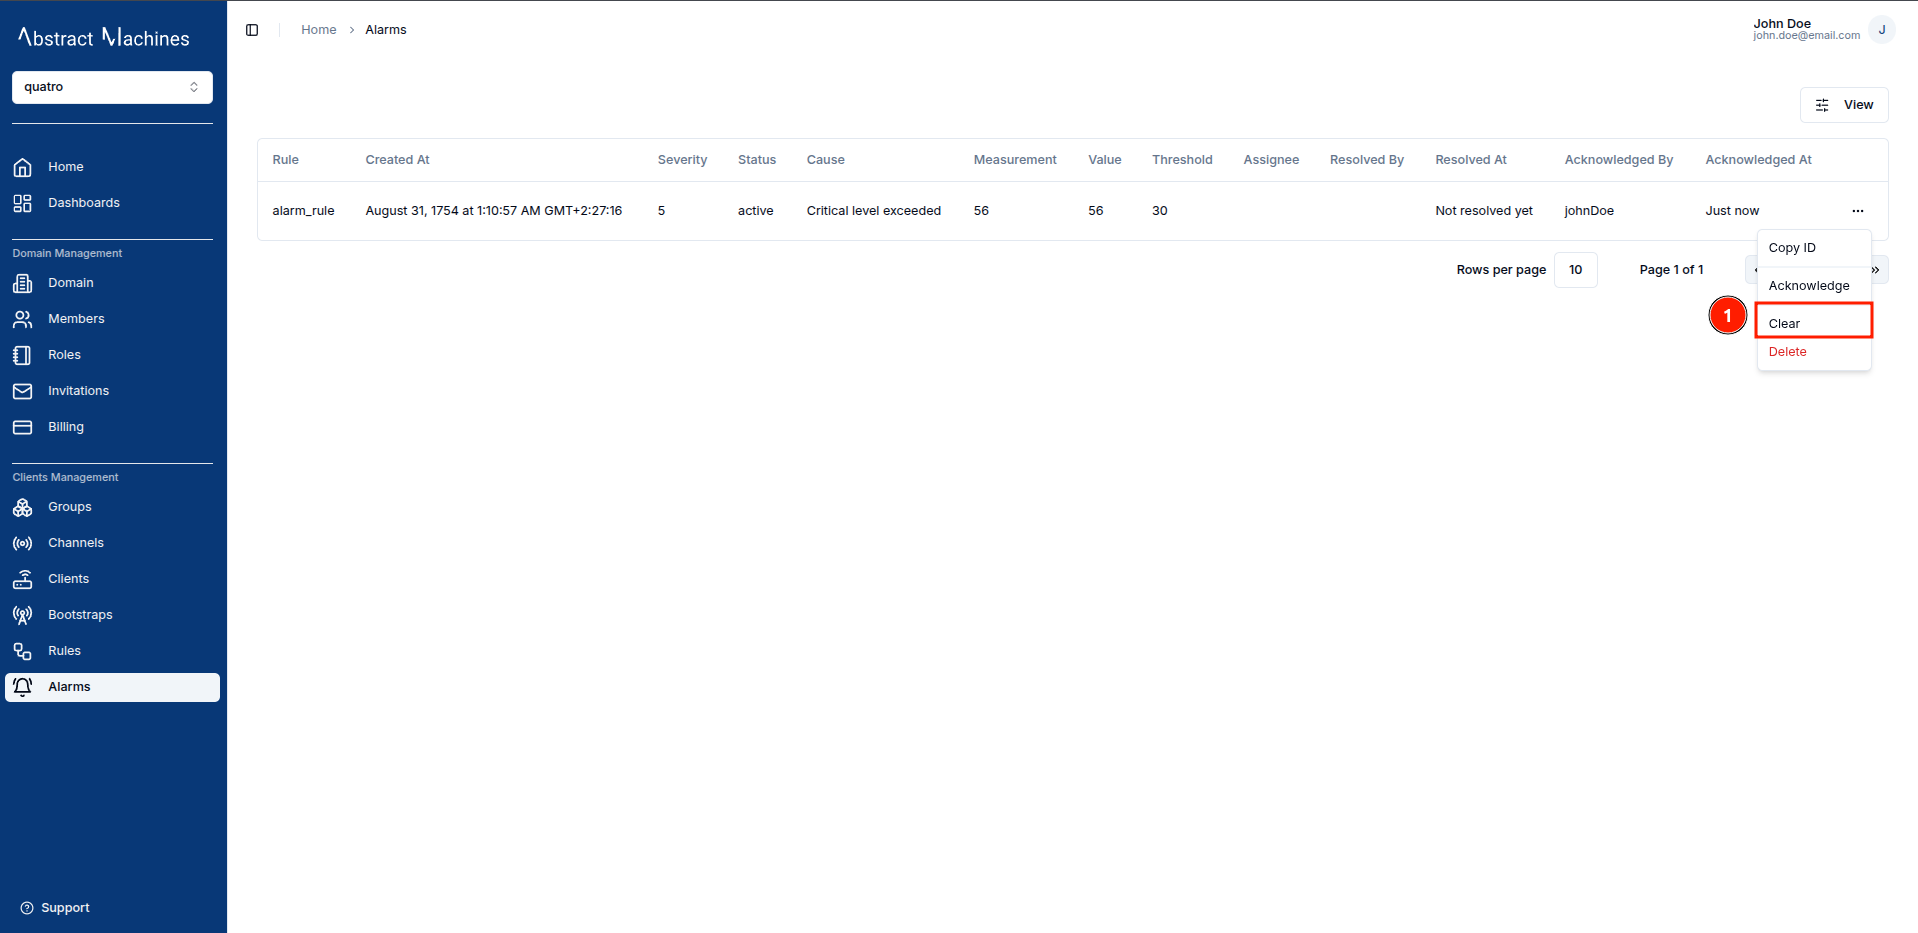 Abstract Machines
quatro
Home
Dashboards
Domain Management
Domain
Members
Roles
Invitations
Billing
Clients Management
Groups
Channels
Clients
Bootstraps
Rules
Alarms
Support
Home > Alarms
John Doe
john.doe@email.com
J
View
Rule Created At Severity Status Cause Measurement Value Threshold Assignee Resolved By Resolved At Acknowledged By Acknowledged At
alarm_rule August 31, 1754 at 1:10:57 AM GMT+2:27:16 5 active Critical level exceeded 56 56 30 Not resolved yet johnDoe Just now ...
Rows per page 10 Page 1 of 1
Copy ID
Acknowledge
1
Clear
Delete